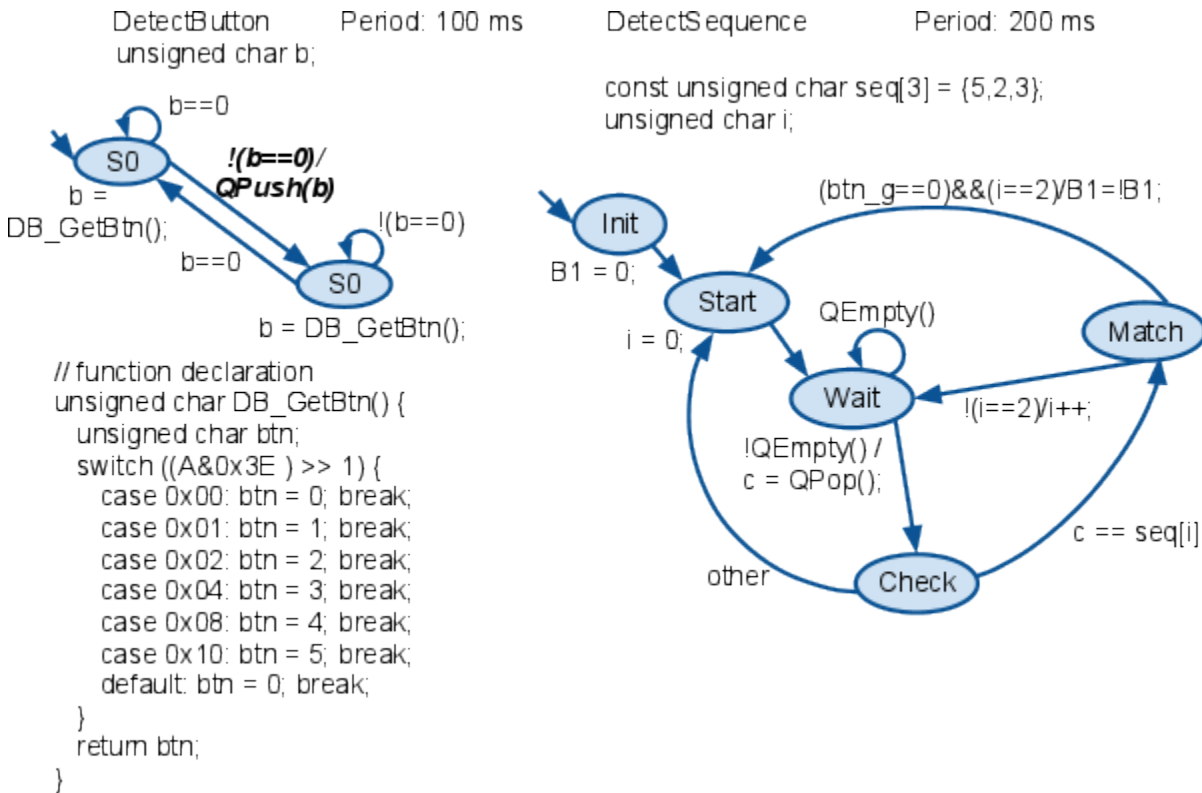 DetectButton Period: 100 ms
unsigned char b;
b==0
S0
!(b==0)/
QPush(b)
b =
DB_GetBtn();
!(b==0)
b==0
S0
b = DB_GetBtn();
// function declaration
unsigned char DB_GetBtn() {
unsigned char btn;
switch ((A&0x3E ) >> 1) {
case 0x00: btn = 0; break;
case 0x01: btn = 1; break;
case 0x02: btn = 2; break;
case 0x04: btn = 3; break;
case 0x08: btn = 4; break;
case 0x10: btn = 5; break;
default: btn = 0; break;
}
return btn;
}
DetectSequence Period: 200 ms
const unsigned char seq[3] = {5,2,3};
unsigned char i;
(btn_g==0)&&(i==2)/B1=!B1;
Init
B1 = 0;
Start
i = 0;
QEmpty()
Match
Wait
!(i==2)/i++;
!QEmpty() /
c = QPop();
c == seq[i]
other
Check